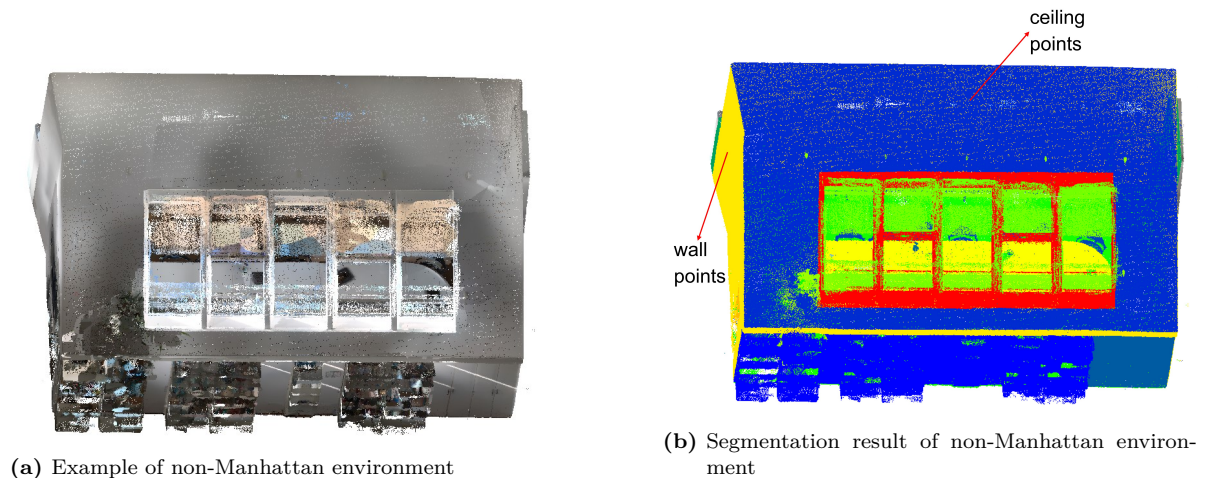 ceiling
points
wall
points
(a) Example of non-Manhattan environment
(b) Segmentation result of non-Manhattan environ-
ment